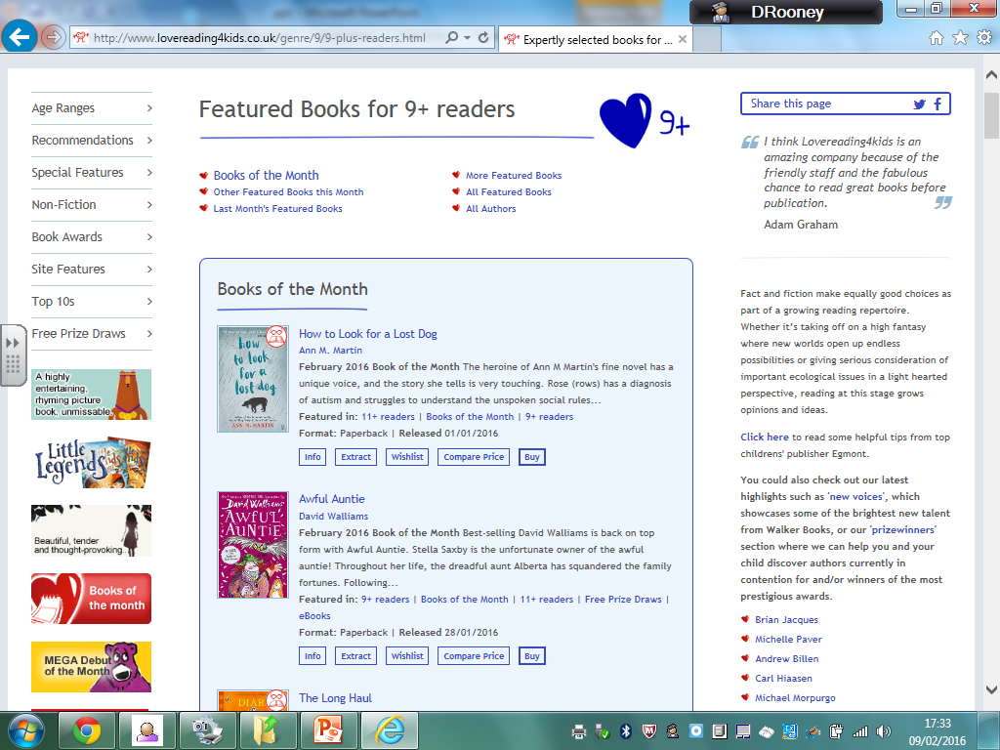 DRooney
http://www.lovereading4kids.co.uk/genre/9/9-plus-readers.html
Expertly selected books for ...
Age Ranges
Recommendations
Special Features
Non-Fiction
Book Awards
Site Features
Top 10s
Free Prize Draws
A highly
entertaining,
rhyming picture
book, unmissable.
Little
Legends
Beautiful, tender
and thought-provoking.
Books of
the month
MEGA Debut
of the Month
Featured Books for 9+ readers
9+
Books of the Month
Other Featured Books this Month
Last Month's Featured Books
More Featured Books
All Featured Books
All Authors
Books of the Month
how
to look
for a
lost dog
ANN M. MARTIN
How to Look for a Lost Dog
Ann M. Martin
February 2016 Book of the Month The heroine of Ann M Martin's fine novel has a
unique voice, and the story she tells is very touching. Rose (rows) has a diagnosis
of autism and struggles to understand the unspoken social rules...
Featured in: 11+ readers | Books of the Month | 9+ readers
Format: Paperback | Released 01/01/2016
Info Extract Wishlist Compare Price Buy
David Walliams
AWFUL
AUNTIE
Awful Auntie
David Walliams
February 2016 Book of the Month Best-selling David Walliams is back on top
form with Awful Auntie. Stella Saxby is the unfortunate owner of the awful
auntie! Throughout her life, the dreadful aunt Alberta has squandered the family
fortunes. Following...
Featured in: 9+ readers | Books of the Month | 11+ readers | Free Prize Draws |
eBooks
Format: Paperback | Released 28/01/2016
Info Extract Wishlist Compare Price Buy
DIAR
The Long Haul
Share this page
I think Lovereading4kids is an
amazing company because of the
friendly staff and the fabulous
chance to read great books before
publication.
Adam Graham
Fact and fiction make equally good choices as
part of a growing reading repertoire.
Whether it's taking off on a high fantasy
where new worlds open up endless
possibilities or giving serious consideration of
important ecological issues in a light hearted
perspective, reading at this stage grows
opinions and ideas.
Click here to read some helpful tips from top
childrens' publisher Egmont.
You could also check out our latest
highlights such as 'new voices', which
showcases some of the brightest new talent
from Walker Books, or our 'prizewinners'
section where we can help you and your
child discover authors currently in
contention for and/or winners of the most
prestigious awards.
Brian Jacques
Michelle Paver
Andrew Billen
Carl Hiaasen
Michael Morpurgo
17:33
09/02/2016